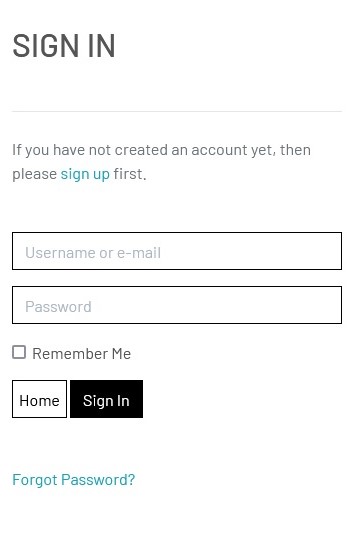 SIGN IN
If you have not created an account yet, then
please sign up first.
Username or e-mail
Password
Remember Me
Home Sign In
Forgot Password?